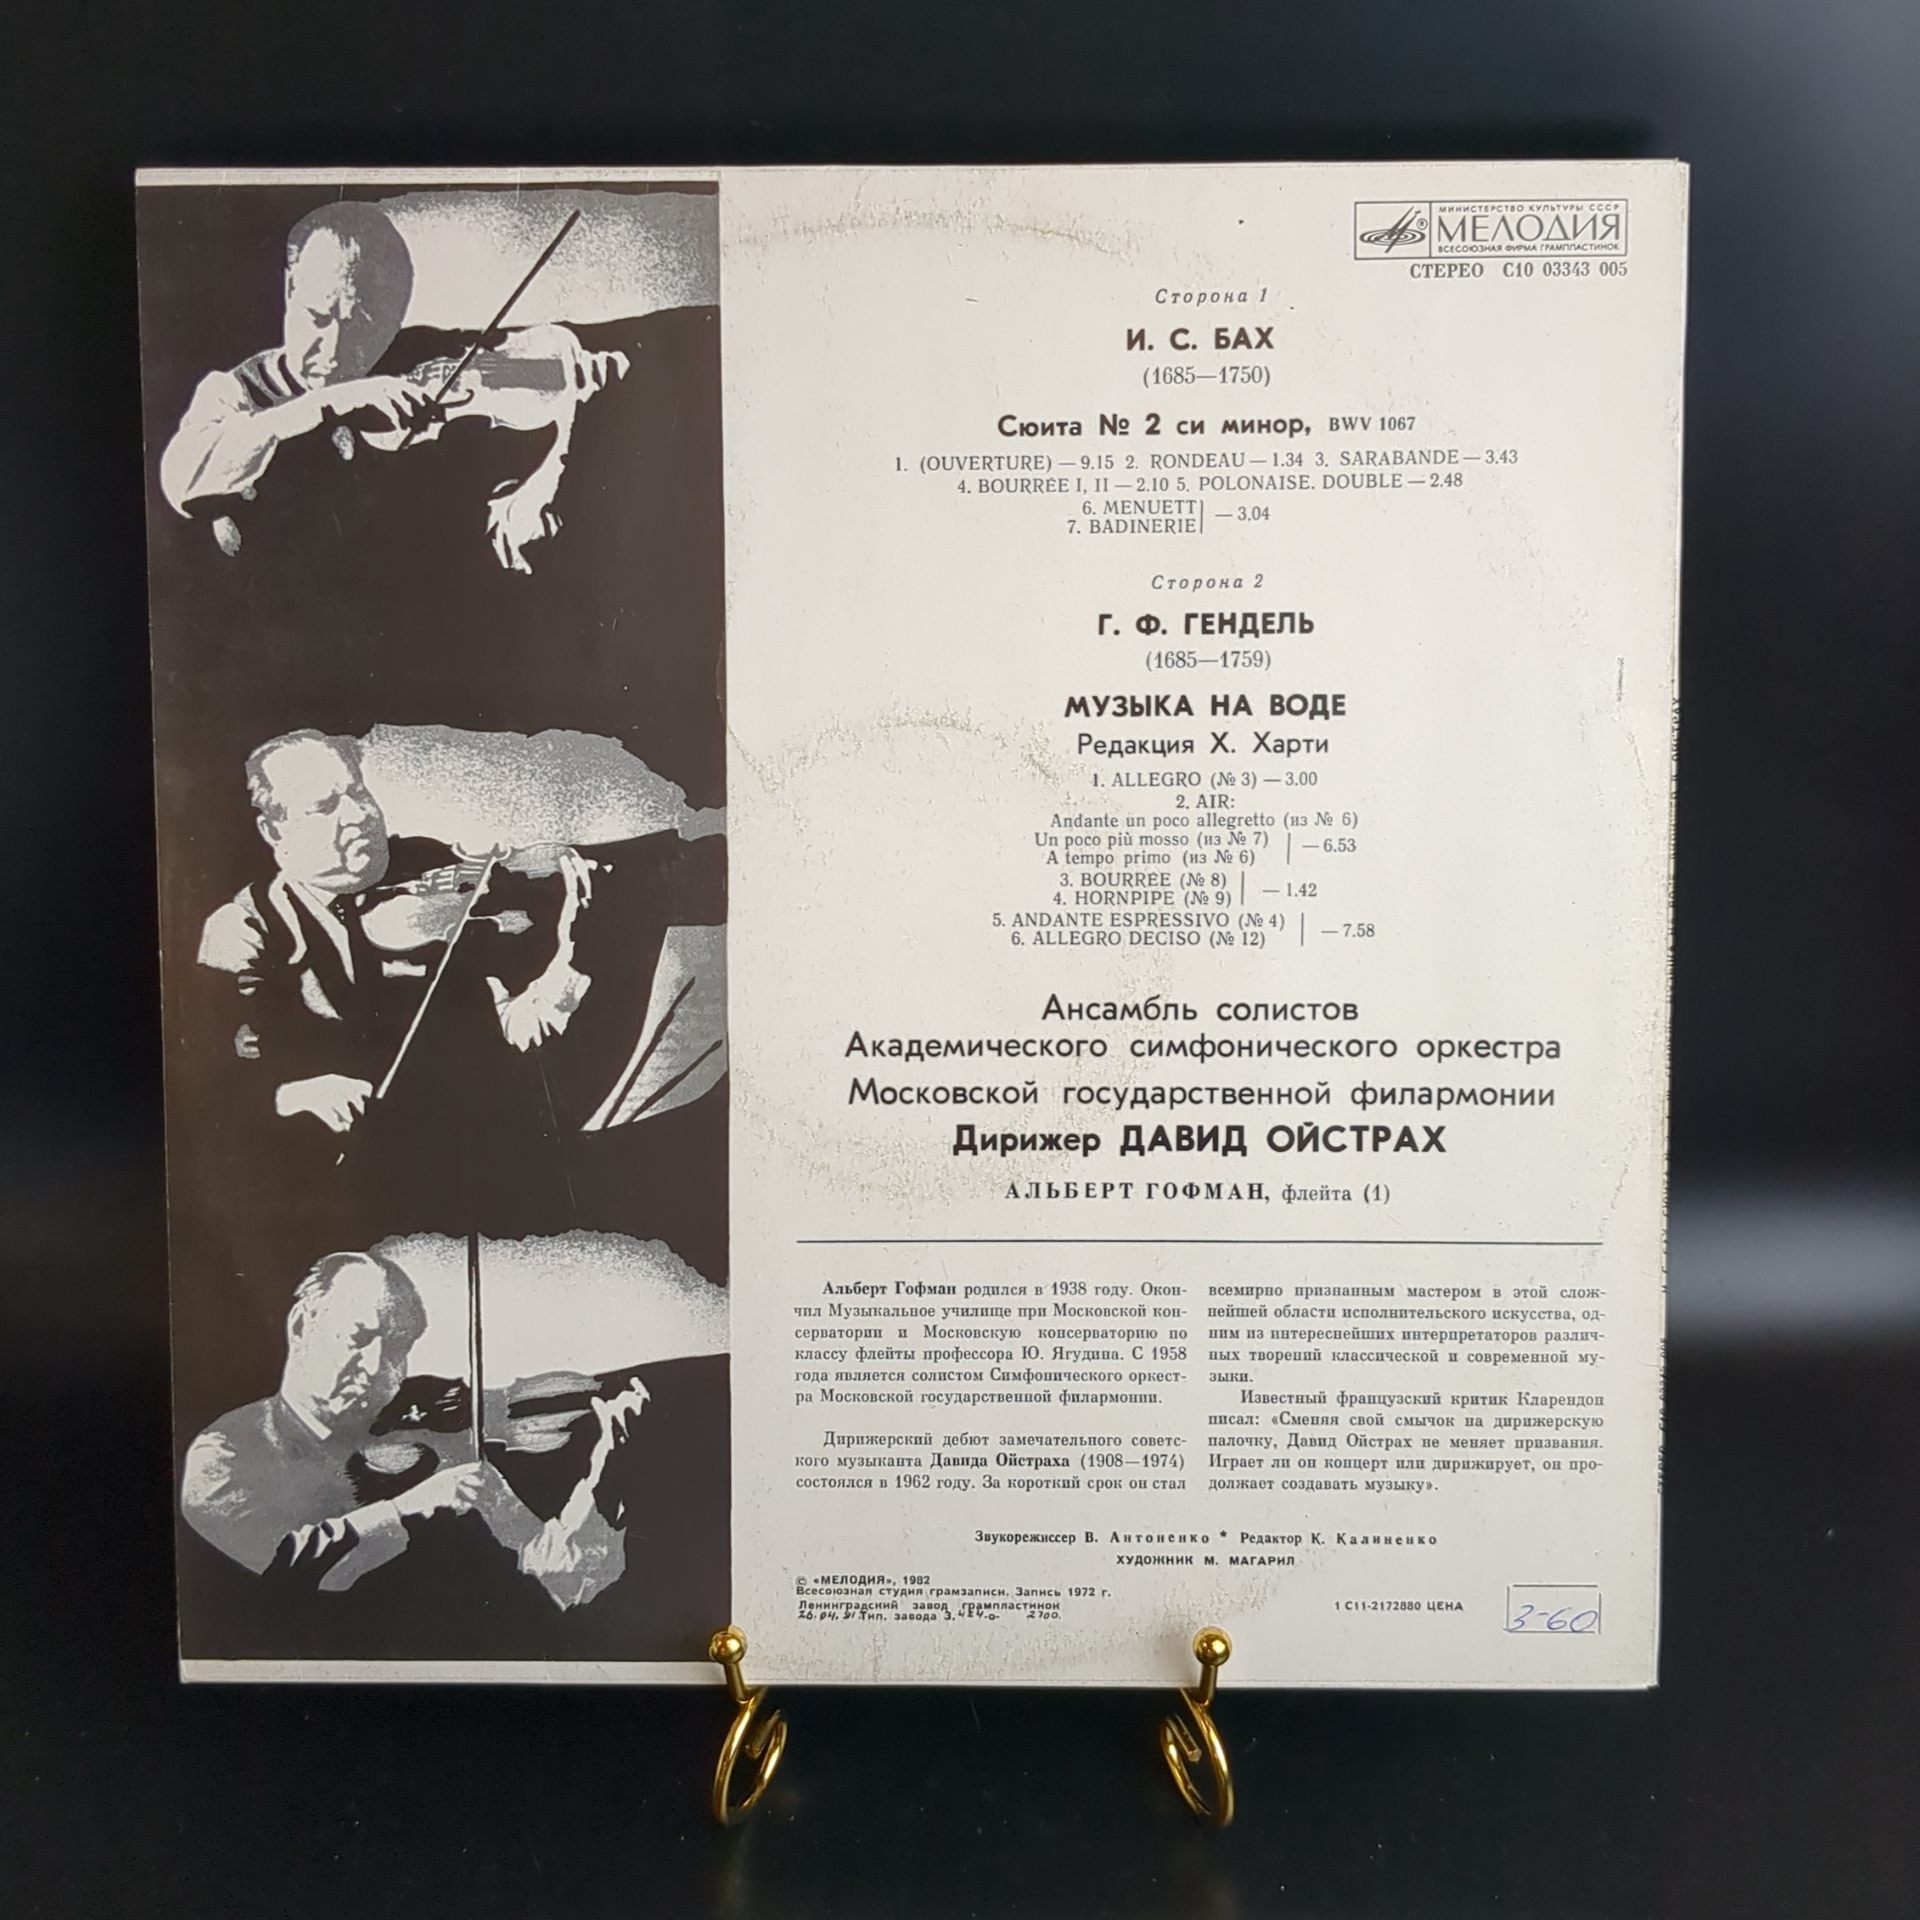 МИНИСТЕРСТВО КУЛЬТУРЫ СССР
МЕЛОДИЯ
ВСЕСОЮЗНАЯ ФИРМА ГРАМПЛАСТИНОК
СТЕРЕО С10 03343 005
Сторона 1
И. С. БАХ
(1685—1750)
Сюита № 2 си минор, BWV 1067
1. (OUVERTURE) — 9.15 2. RONDEAU — 1.34 3. SARABANDE — 3.43
4. BOURRÉE I, II — 2.10 5. POLONAISE. DOUBLE — 2.48
6. MENUETT
7. BADINERIE — 3.04
Сторона 2
Г. Ф. ГЕНДЕЛЬ
(1685—1759)
МУЗЫКА НА ВОДЕ
Редакция Х. Харти
1. ALLEGRO (№ 3) — 3.00
2. AIR:
Andante un poco allegretto (из № 6)
Un poco più mosso (из № 7)
A tempo primo (из № 6) — 6.53
3. BOURRÉE (№ 8)
4. HORNPIPE (№ 9) — 1.42
5. ANDANTE ESPRESSIVO (№ 4)
6. ALLEGRO DECISO (№ 12) — 7.58
Ансамбль солистов
Академического симфонического оркестра
Московской государственной филармонии
Дирижер ДАВИД ОЙСТРАХ
АЛЬБЕРТ ГОФМАН, флейта (1)
Альберт Гофман родился в 1938 году. Окон-
чил Музыкальное училище при Московской кон-
серватории и Московскую консерваторию по
классу флейты профессора Ю. Ягудина. С 1958
года является солистом Симфонического оркест-
ра Московской государственной филармонии.
Дирижерский дебют замечательного советс-
кого музыканта Давида Ойстраха (1908—1974)
состоялся в 1962 году. За короткий срок он стал
всемирно признанным мастером в этой слож-
нейшей области исполнительского искусства, од-
ним из интереснейших интерпретаторов различ-
ных творений классической и современной му-
зыки.
Известный французский критик Кларендон
писал: «Сменяя свой смычок на дирижерскую
палочку, Давид Ойстрах не меняет призвания.
Играет ли он концерт или дирижирует, он про-
должает создавать музыку».
Звукорежиссер В. Антоненко * Редактор К. Калиненко
ХУДОЖНИК М. МАГАРИЛ
© «МЕЛОДИЯ», 1982
Всесоюзная студия грамзаписи. Запись 1972 г.
Ленинградский завод грампластинок
Тип. завода З. 2700.
1 С11-2172880 ЦЕНА
3-60